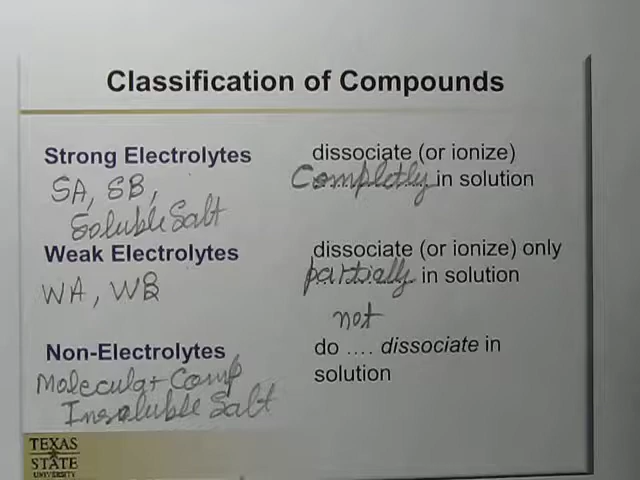 Classification of Compounds
Strong Electrolytes
SA, SB,
Soluble Salt
dissociate (or ionize)
Completly in solution
Weak Electrolytes
WA, WB
dissociate (or ionize) only
partially in solution
Non-Electrolytes
Molecular Comp
Insoluble Salt
not
do .... dissociate in
solution
TEXAS
STATE
UNIVERSITY